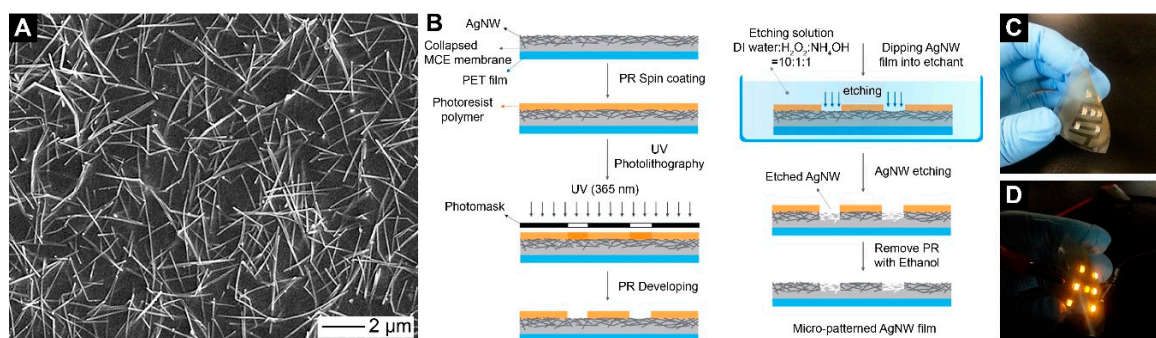 A
2 µm
B
AgNW
Collapsed
MCE membrane
PET film
PR Spin coating
Photoresist
polymer
UV
Photolithography
UV (365 nm)
Photomask
PR Developing
Etching solution
DI water:H₂O₂:NH₄OH
=10:1:1
Dipping AgNW
film into etchant
etching
Etched AgNW
AgNW etching
Remove PR
with Ethanol
Micro-patterned AgNW film
C
D